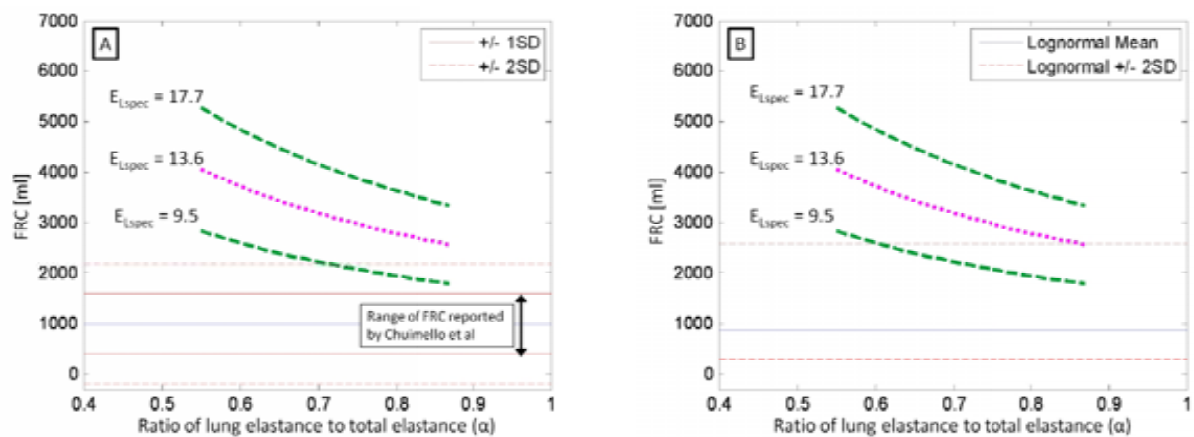 A
+/- 1SD
+/- 2SD
7000
6000
5000
4000
3000
2000
1000
0
FRC [ml]
E_Lspec = 17.7
E_Lspec = 13.6
E_Lspec = 9.5
Range of FRC reported
by Chuimello et al
0.4 0.5 0.6 0.7 0.8 0.9 1
Ratio of lung elastance to total elastance (α)
B
Lognormal Mean
Lognormal +/- 2SD
7000
6000
5000
4000
3000
2000
1000
0
FRC [ml]
E_Lspec = 17.7
E_Lspec = 13.6
E_Lspec = 9.5
0.4 0.5 0.6 0.7 0.8 0.9 1
Ratio of lung elastance to total elastance (α)